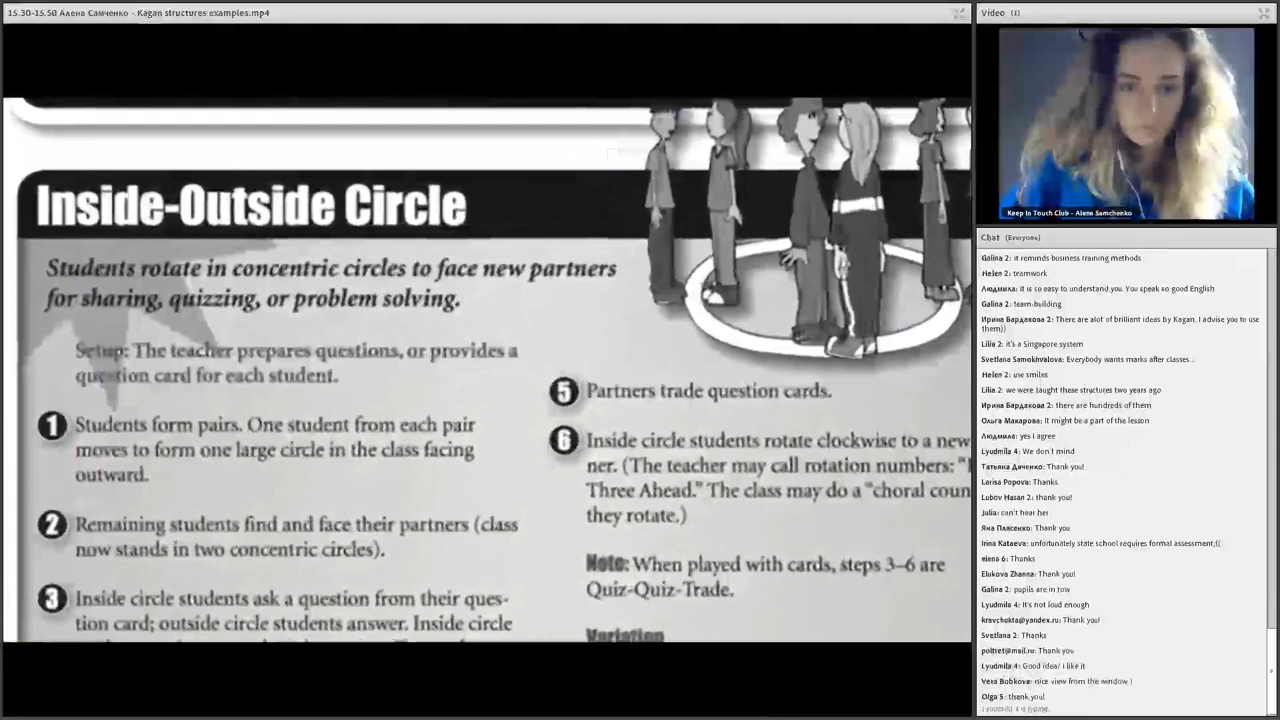 15.30-15.50 Алена Самченко - Kagan structures examples.mp4
Inside-Outside Circle
Students rotate in concentric circles to face new partners
for sharing, quizzing, or problem solving.
Setup: The teacher prepares questions, or provides a
question card for each student.
1 Students form pairs. One student from each pair
moves to form one large circle in the class facing
outward.
2 Remaining students find and face their partners (class
now stands in two concentric circles).
3 Inside circle students ask a question from their ques-
tion card; outside circle students answer. Inside circle
5 Partners trade question cards.
6 Inside circle students rotate clockwise to a new
ner. (The teacher may call rotation numbers:
Three Ahead." The class may do a "choral coun
they rotate.)
Note: When played with cards, steps 3–6 are
Quiz-Quiz-Trade.
Variation
Video (1)
Keep In Touch Club - Alena Samchenko
Chat (Everyone)
Galina 2: it reminds business training methods
Helen 2: teamwork
Людмила: It is so easy to understand you. You speak so good English
Galina 2: team-building
Ирина Бардакова 2: There are alot of brilliant ideas by Kagan. I advise you to use
them))
Lilia 2: it's a Singapore system
Svetlana Samokhvalova: Everybody wants marks after classes...
Helen 2: use smiles
Lilia 2: we were taught these structures two years ago
Ирина Бардакова 2: there are hundreds of them
Ольга Макарова: It might be a part of the lesson
Людмила: yes I agree
Lyudmila 4: We don't mind
Татьяна Дяченко: Thank you!
Larisa Popova: Thanks.
Lubov Hasan 2: thank you!
Julia: can't hear her
Яна Плясенко: Thank you
Irina Kataeva: unfortunately state school requires formal assessment;((
elena 6: Thanks
Elukova Zhanna: Thank you!
Galina 2: pupils are in row
Lyudmila 4: It's not loud enough
kravchukta@yandex.ru: Thank you!
Svetlana 2: Thanks
poltret@mail.ru: Thank you
Lyudmila 4: Good idea! i like it
Vera Bobkova: nice view from the window )
Olga 5: thank you!
Lyudmila 4 is typing..